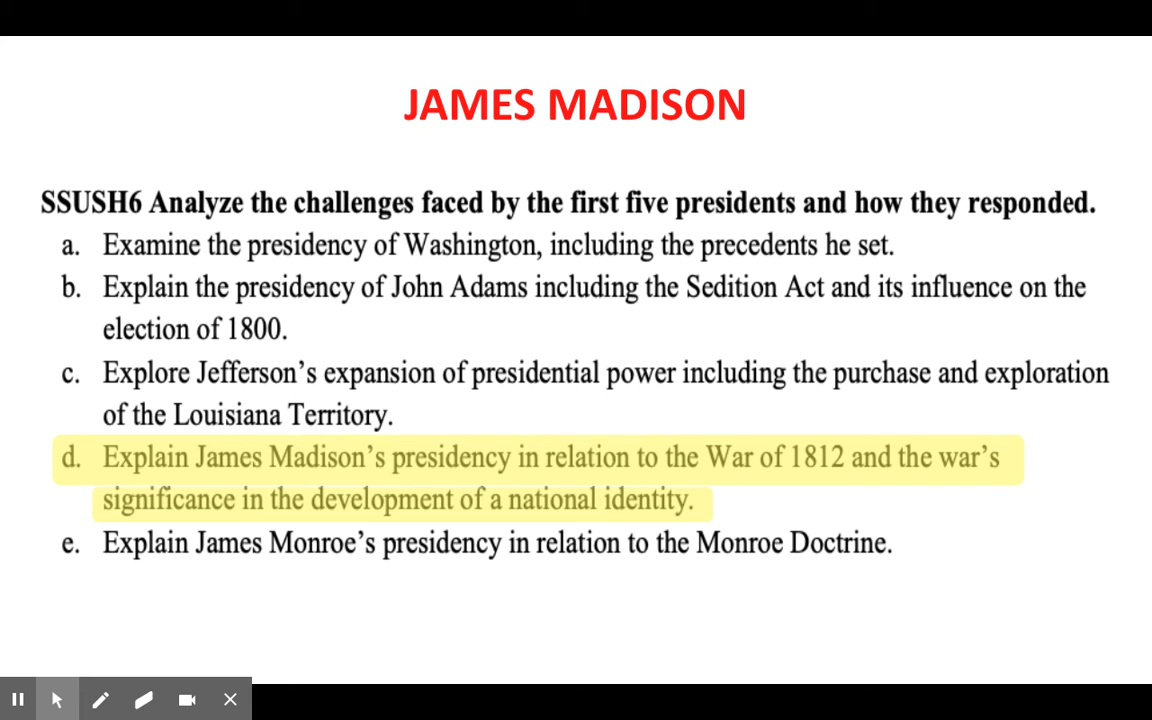 JAMES MADISON
SSUSH6 Analyze the challenges faced by the first five presidents and how they responded.
a. Examine the presidency of Washington, including the precedents he set.
b. Explain the presidency of John Adams including the Sedition Act and its influence on the
election of 1800.
c. Explore Jefferson’s expansion of presidential power including the purchase and exploration
of the Louisiana Territory.
d. Explain James Madison’s presidency in relation to the War of 1812 and the war’s
significance in the development of a national identity.
e. Explain James Monroe’s presidency in relation to the Monroe Doctrine.